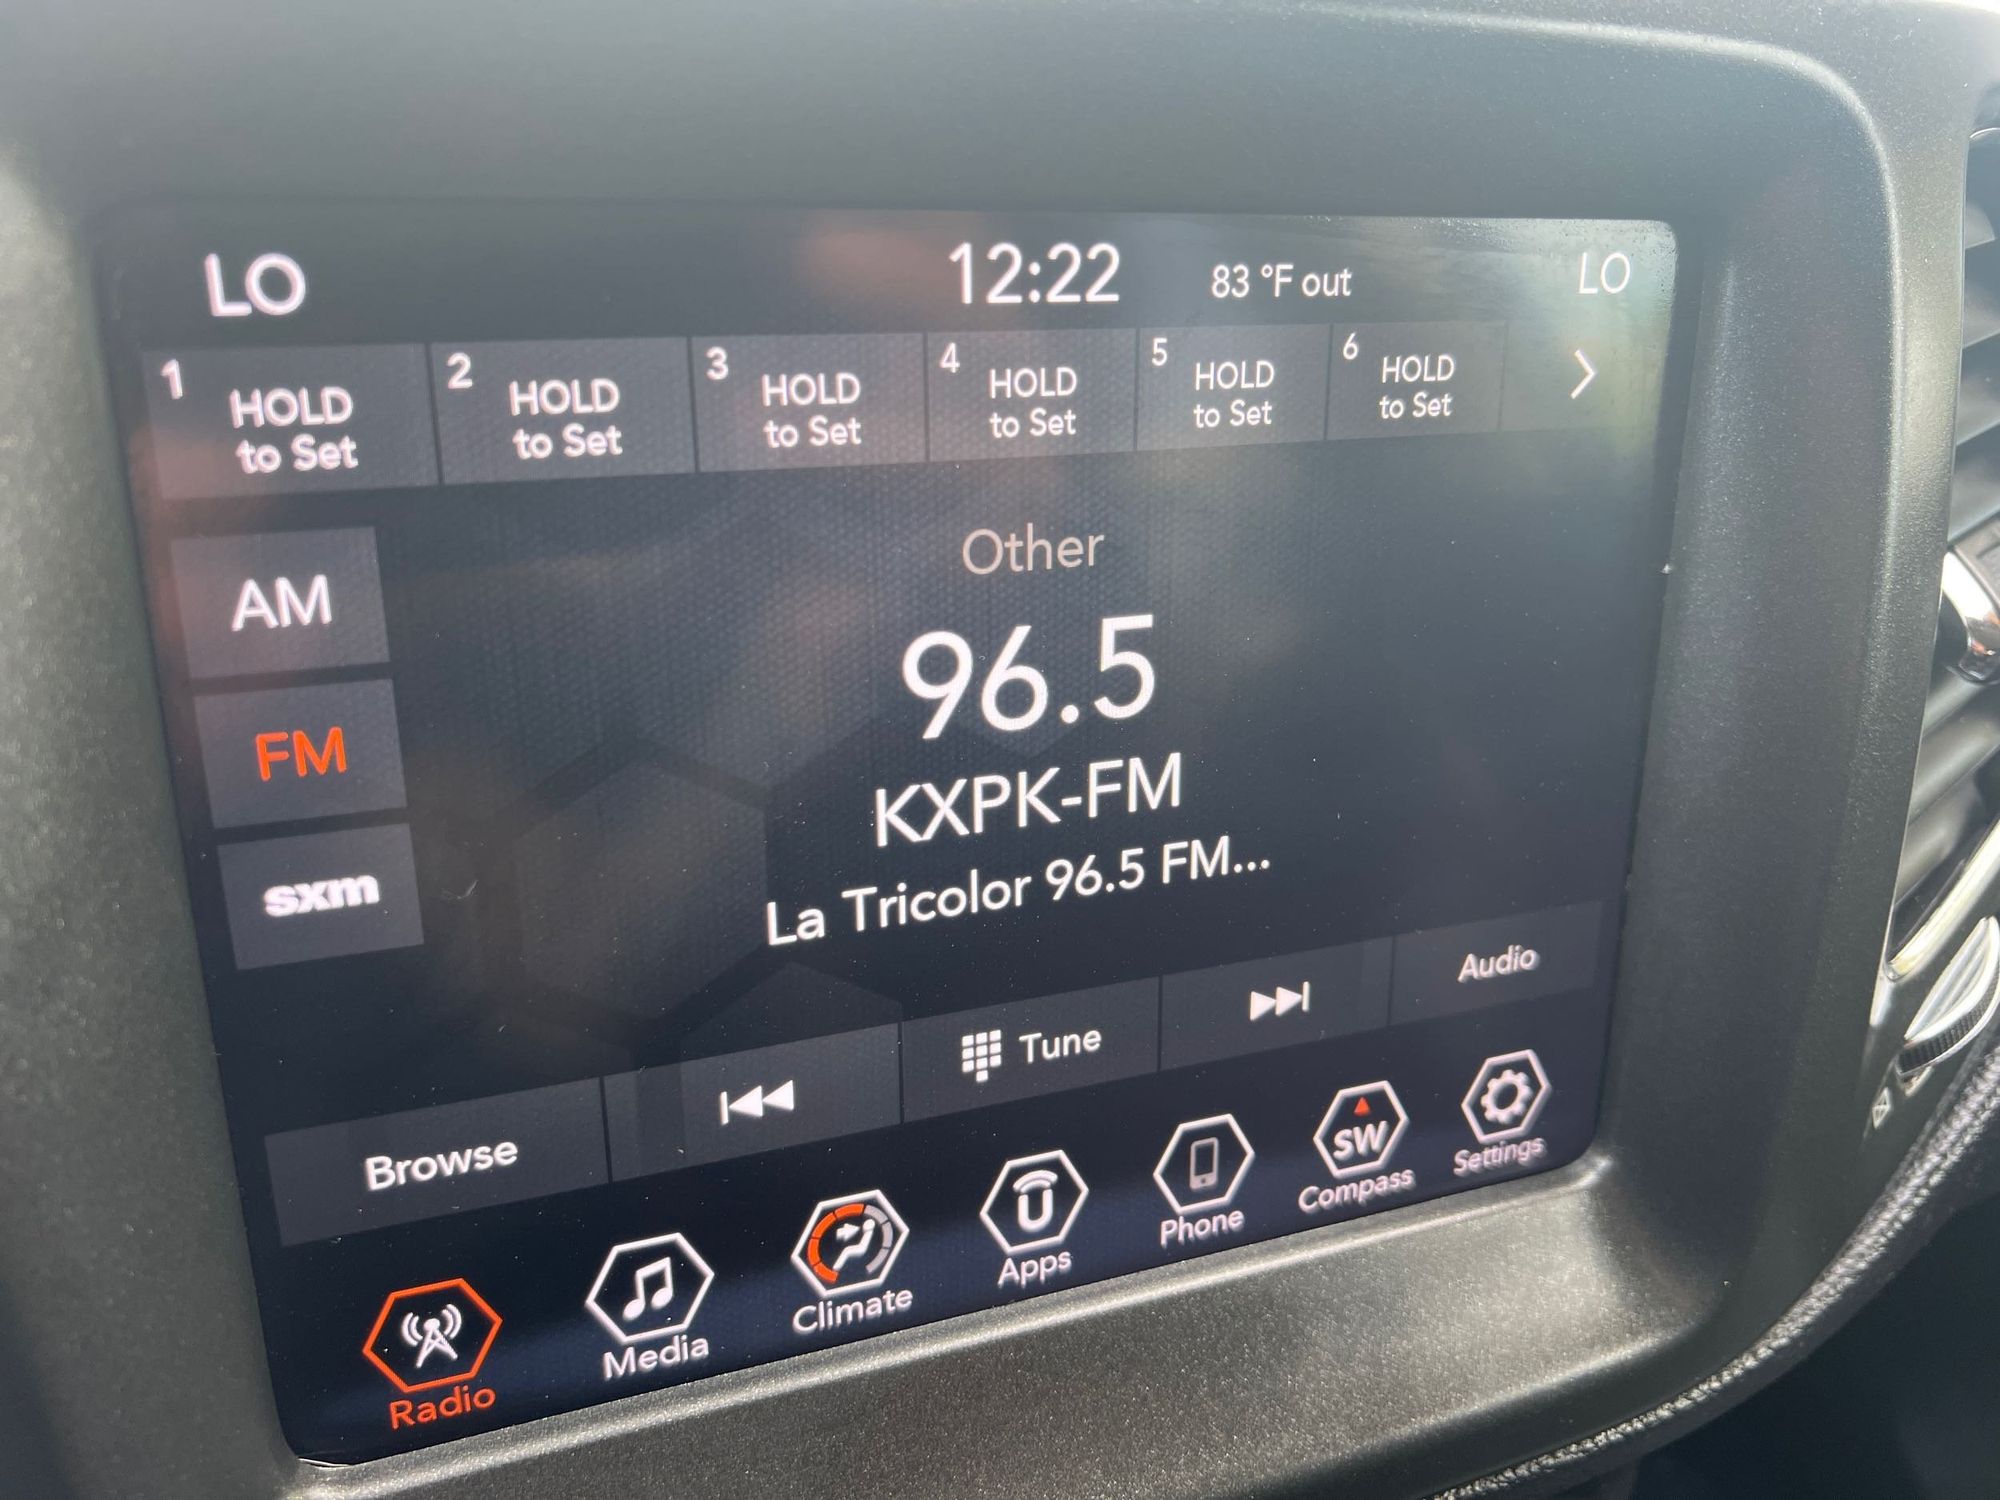 LO 12:22 83 °F out LO
1 HOLD to Set
2 HOLD to Set
3 HOLD to Set
4 HOLD to Set
5 HOLD to Set
6 HOLD to Set
AM
FM
sxm
Other
96.5
KXPK-FM
La Tricolor 96.5 FM...
Browse Tune Audio
Radio Media Climate Apps Phone SW Compass Settings